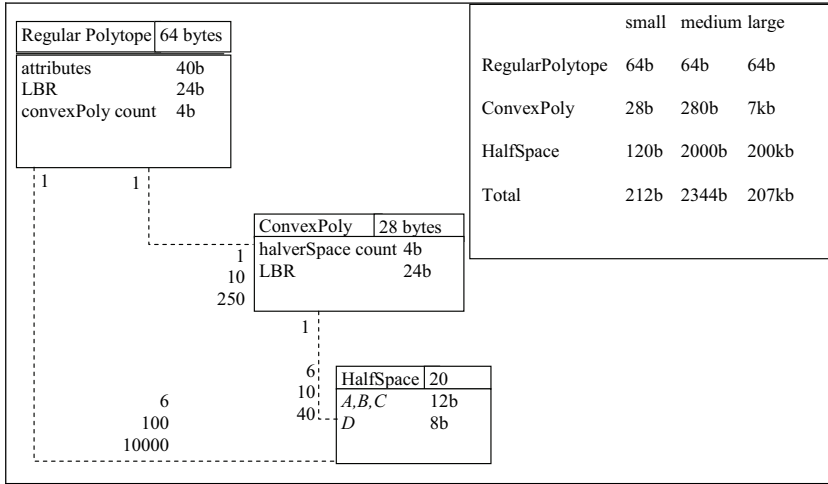 Regular Polytope 64 bytes
attributes 40b
LBR 24b
convexPoly count 4b
1 1
ConvexPoly 28 bytes
halverSpace count 4b
LBR 24b
1
10
250
1
6
10
40
HalfSpace 20
A,B,C 12b
D 8b
6
100
10000
small medium large
RegularPolytope 64b 64b 64b
ConvexPoly 28b 280b 7kb
HalfSpace 120b 2000b 200kb
Total 212b 2344b 207kb